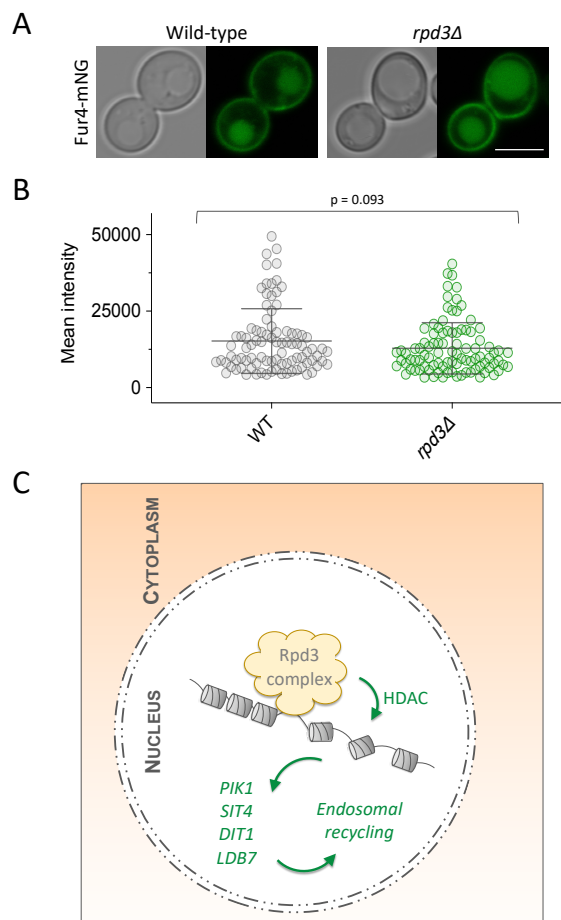 A
Wild-type
rpd3Δ
Fur4-mNG
B
p = 0.093
Mean intensity
50000
25000
0
WT
rpd3Δ
C
CYTOPLASM
NUCLEUS
Rpd3
complex
HDAC
PIK1
SIT4
DIT1
LDB7
Endosomal
recycling